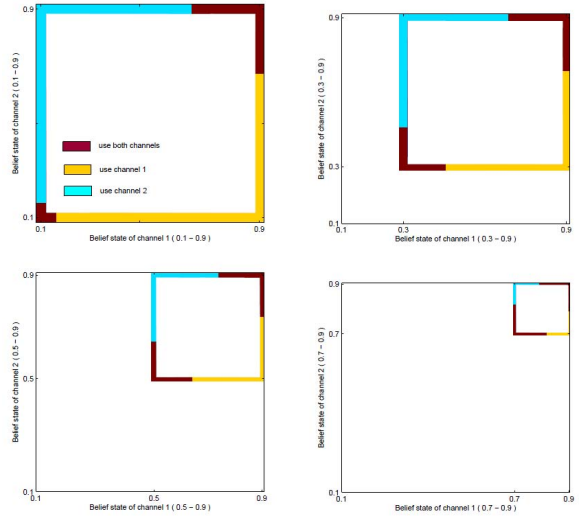 0.9
Belief state of channel 2 ( 0.1 – 0.9 )
use both channels
use channel 1
use channel 2
0.1
0.1
0.9
Belief state of channel 1 ( 0.1 – 0.9 )
0.9
Belief state of channel 2 ( 0.3 – 0.9 )
0.3
0.1
0.1
0.3
0.9
Belief state of channel 1 ( 0.3 – 0.9 )
0.9
Belief state of channel 2 ( 0.5 – 0.9 )
0.5
0.1
0.1
0.5
0.9
Belief state of channel 1 ( 0.5 – 0.9 )
0.9
Belief state of channel 2 ( 0.7 – 0.9 )
0.7
0.1
0.1
0.7
0.9
Belief state of channel 1 ( 0.7 – 0.9 )